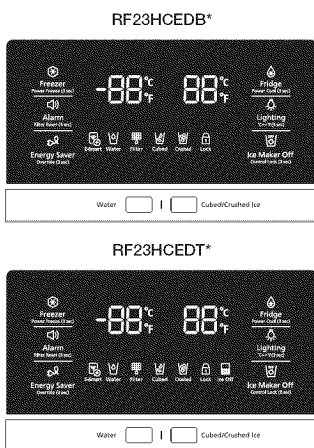 RF23HCEDB*
Freezer
Power Freeze (3 sec)
Alarm
Filter Reset (3 sec)
Energy Saver
Override (3 sec)
-88°C
°F
88°C
°F
Water Filter Cubed Crushed Lock
Fridge
Power Cool (3 sec)
Lighting
°C↔°F (3 sec)
Ice Maker Off
Control Lock (3 sec)
Water Cubed/Crushed Ice
RF23HCEDT*
Freezer
Power Freeze (3 sec)
Alarm
Filter Reset (3 sec)
Energy Saver
Override (3 sec)
-88°C
°F
88°C
°F
Water Filter Cubed Crushed Lock Ice Off
Fridge
Power Cool (3 sec)
Lighting
°C↔°F (3 sec)
Ice Maker Off
Control Lock (3 sec)
Water Cubed/Crushed Ice